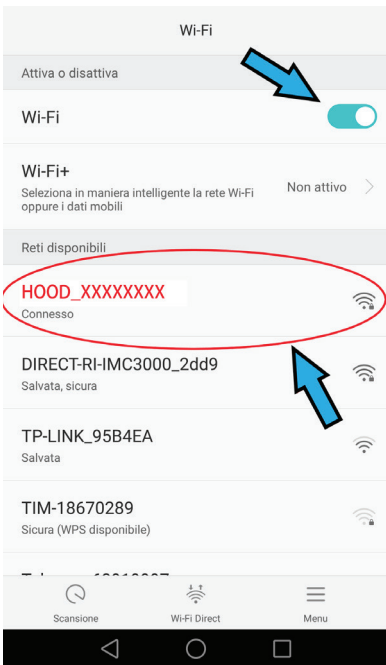 Wi-Fi
Attiva o disattiva
Wi-Fi
Wi-Fi+
Seleziona in maniera intelligente la rete Wi-Fi
oppure i dati mobili
Non attivo
Reti disponibili
HOOD_XXXXXXXX
Connesso
DIRECT-RI-IMC3000_2dd9
Salvata, sicura
TP-LINK_95B4EA
Salvata
TIM-18670289
Sicura (WPS disponibile)
Scansione
Wi-Fi Direct
Menu